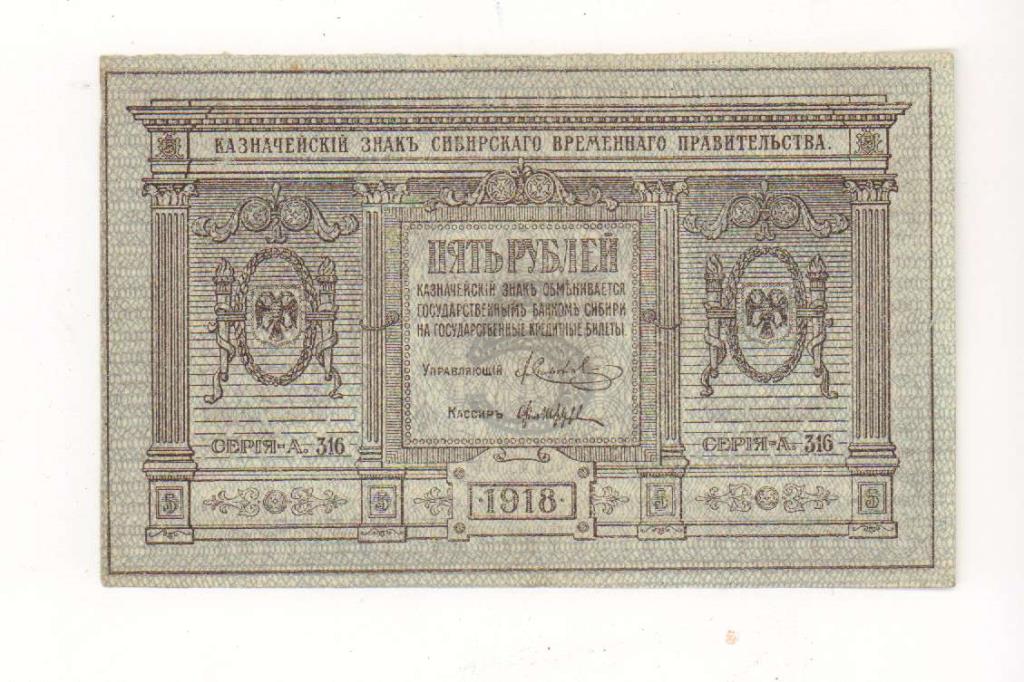 КАЗНАЧЕЙСКІЙ ЗНАКЪ СИБИРСКАГО ВРЕМЕННАГО ПРАВИТЕЛЬСТВА.
ПЯТЬ РУБЛЕЙ
КАЗНАЧЕЙСКІЙ ЗНАКЪ ОБМѢНИВАЕТСЯ
ГОСУДАРСТВЕННЫМЪ БАНКОМЪ СИБИРИ
НА ГОСУДАРСТВЕННЫЕ КРЕДИТНЫЕ БИЛЕТЫ
УПРАВЛЯЮЩІЙ
КАССИРЪ
СЕРІЯ-А. 316
СЕРІЯ-А. 316
5 5 ·1918· 5 5